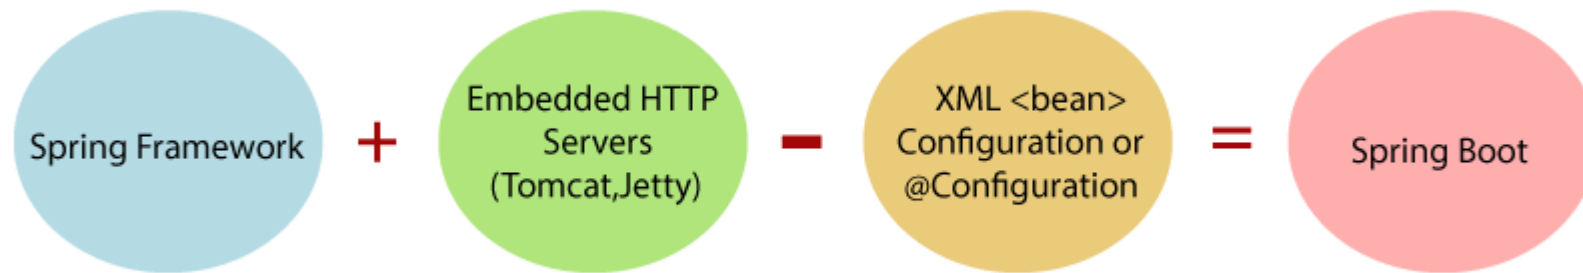 Spring Framework
+
Embedded HTTP
Servers
(Tomcat,Jetty)
-
XML <bean>
Configuration or
@Configuration
=
Spring Boot